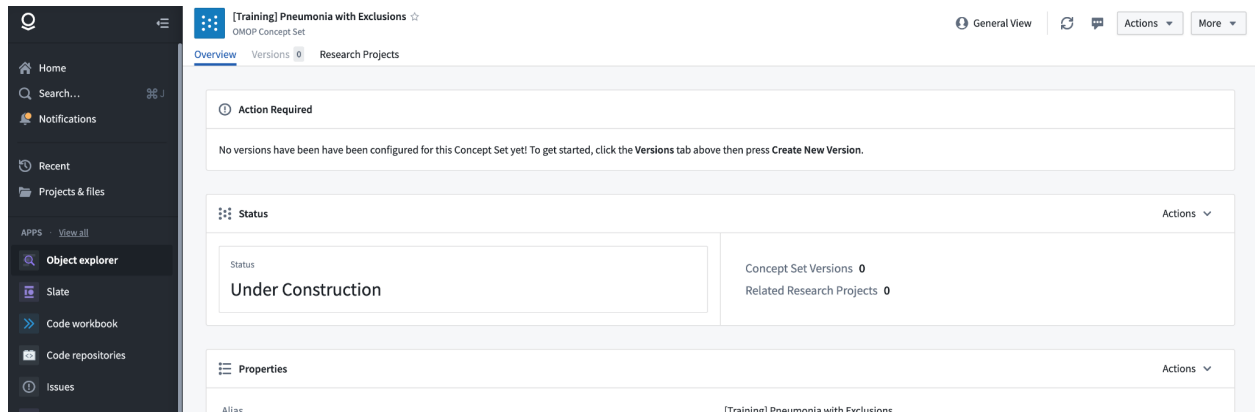 [Training] Pneumonia with Exclusions
OMOP Concept Set
General View
Actions
More
Overview
Versions 0
Research Projects
Home
Search... ⌘ J
Notifications
Recent
Projects & files
APPS · View all
Object explorer
Slate
Code workbook
Code repositories
Issues
Action Required
No versions have been have been configured for this Concept Set yet! To get started, click the Versions tab above then press Create New Version.
Status
Actions
Status
Under Construction
Concept Set Versions 0
Related Research Projects 0
Properties
Actions
Alias
[Training] Pneumonia with Exclusions